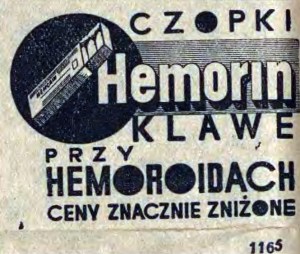 CZOPKI
Hemorin
KLAWE
PRZY
HEMOROIDACH
CENY ZNACZNIE ZNIŻONE
1165